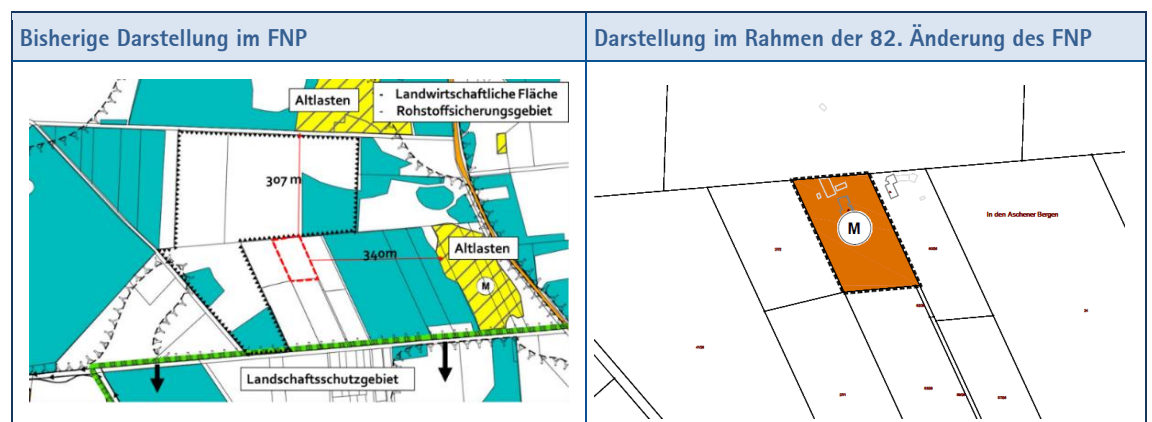 Bisherige Darstellung im FNP
Darstellung im Rahmen der 82. Änderung des FNP
Altlasten
- Landwirtschaftliche Fläche
- Rohstoffsicherungsgebiet
307 m
340m
Altlasten
M
Landschaftsschutzgebiet
In den Aschener Bergen
M